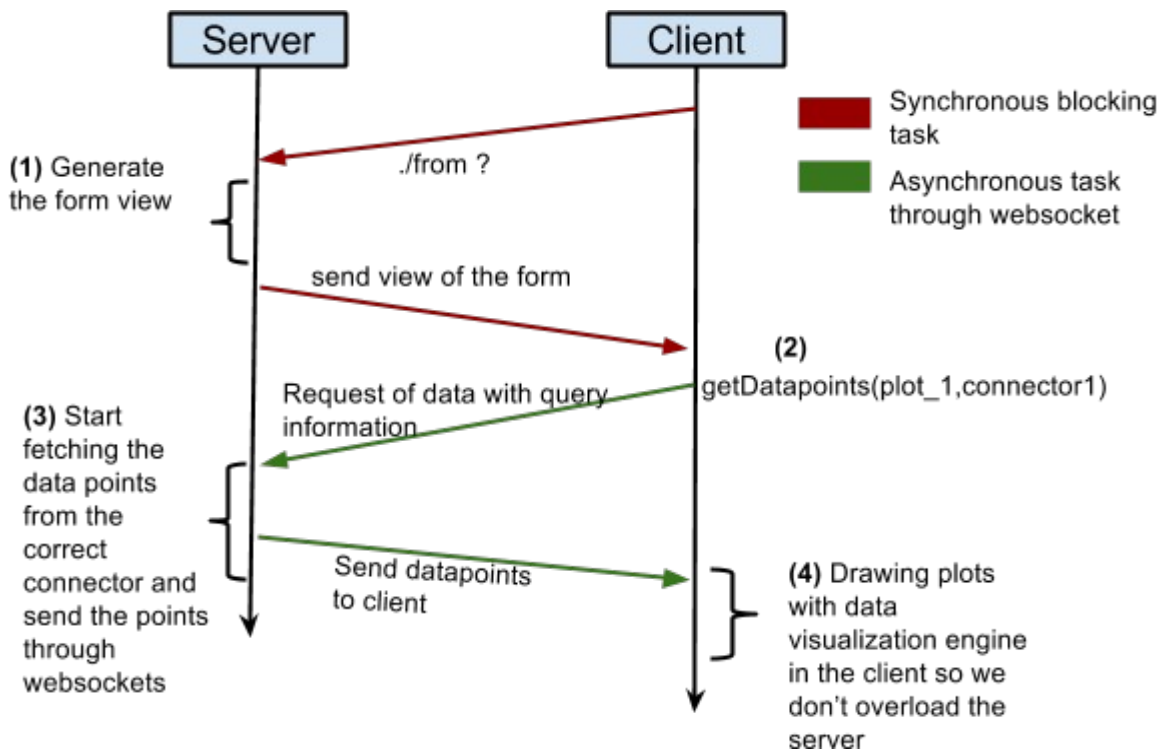 Server
Client
Synchronous blocking
task
Asynchronous task
through websocket
./from ?
(1) Generate
the form view
send view of the form
(2)
getDatapoints(plot_1,connector1)
Request of data with query
information
(3) Start
fetching the
data points
from the
correct
connector and
send the points
through
websockets
Send datapoints
to client
(4) Drawing plots
with data
visualization engine
in the client so we
don't overload the
server